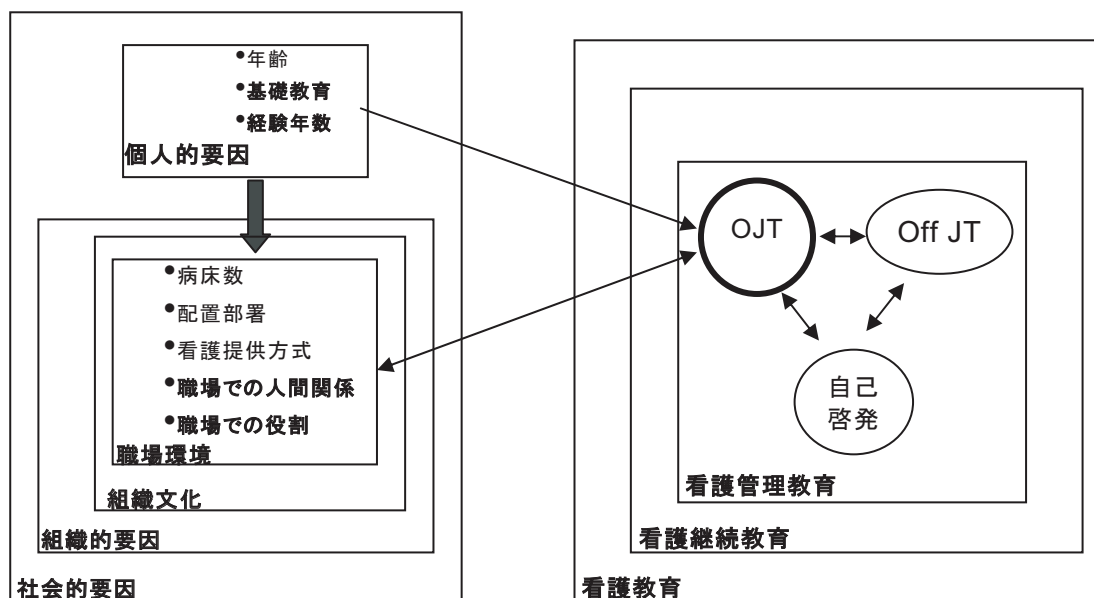 •年齢
•基礎教育
•経験年数
個人的要因
•病床数
•配置部署
•看護提供方式
•職場での人間関係
•職場での役割
職場環境
組織文化
組織的要因
社会的要因
OJT
Off JT
自己
啓発
看護管理教育
看護継続教育
看護教育